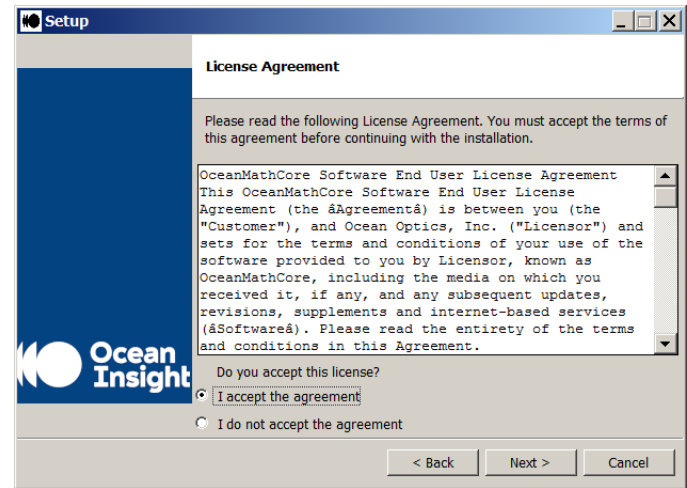 Setup
License Agreement
Please read the following License Agreement. You must accept the terms of
this agreement before continuing with the installation.
OceanMathCore Software End User License Agreement
This OceanMathCore Software End User License
Agreement (the âAgreementâ) is between you (the
"Customer"), and Ocean Optics, Inc. ("Licensor") and
sets for the terms and conditions of your use of the
software provided to you by Licensor, known as
OceanMathCore, including the media on which you
received it, if any, and any subsequent updates,
revisions, supplements and internet-based services
(âSoftwareâ). Please read the entirety of the terms
and conditions in this Agreement.
Ocean
Insight
Do you accept this license?
I accept the agreement
I do not accept the agreement
< Back Next > Cancel